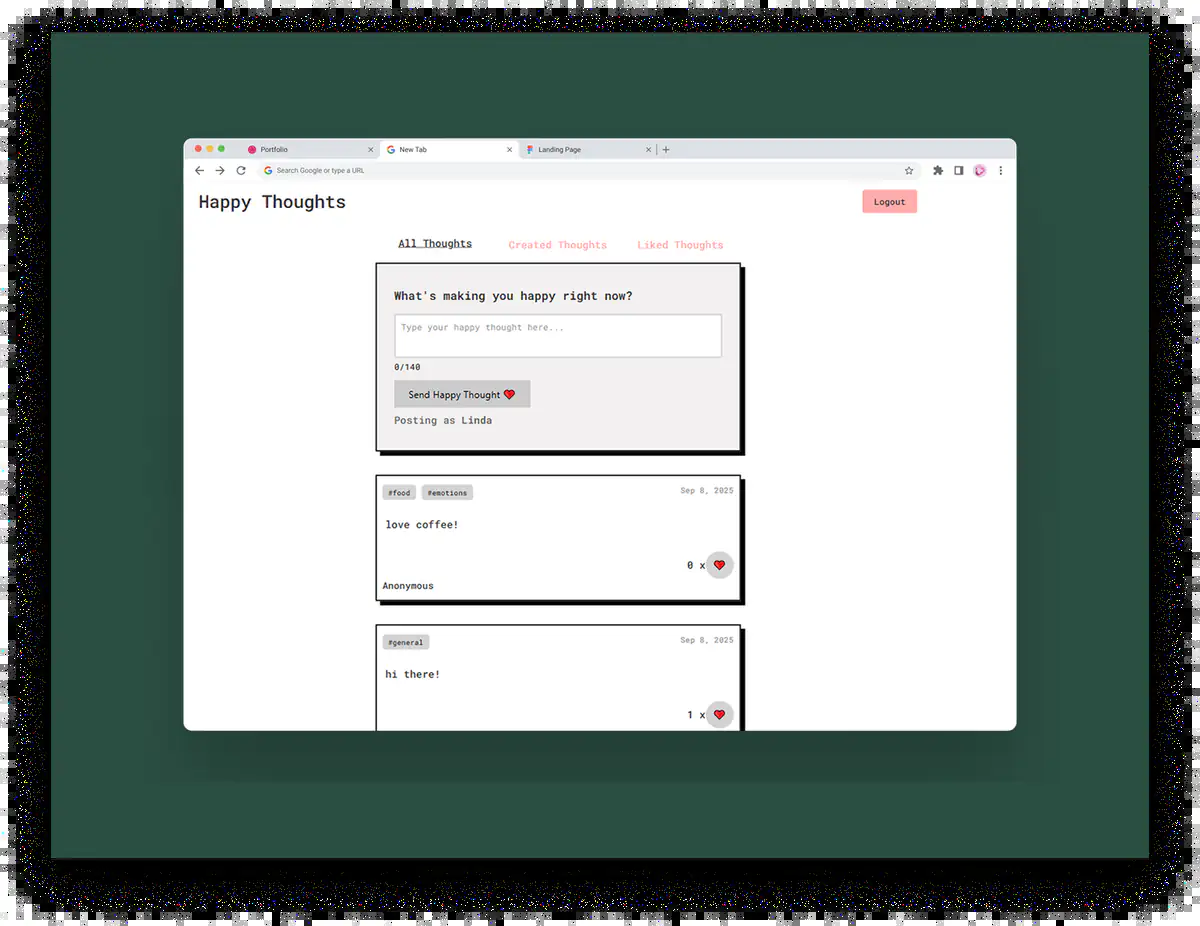 Portfolio
New Tab
Landing Page
Search Google or type a URL
Happy Thoughts
Logout
All Thoughts
Created Thoughts
Liked Thoughts
What's making you happy right now?
Type your happy thought here...
0/140
Send Happy Thought
Posting as Linda
#food #emotions
Sep 8, 2025
love coffee!
0 x
Anonymous
#general
Sep 8, 2025
hi there!
1 x